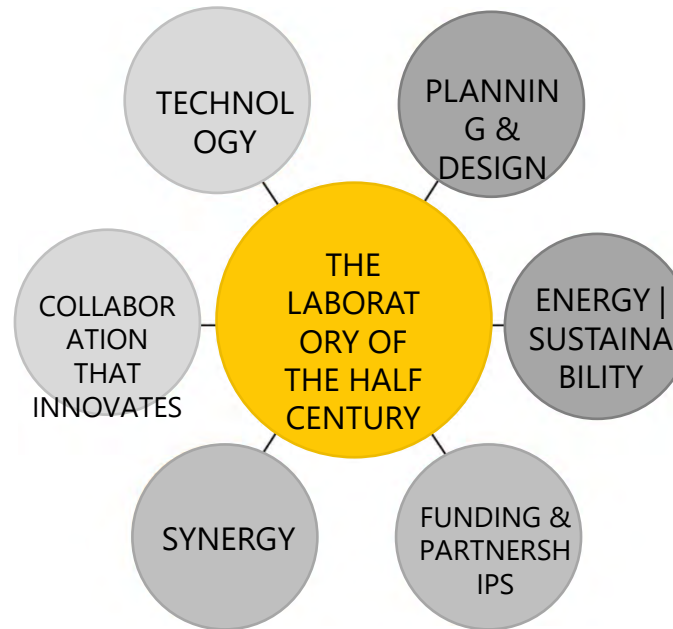 TECHNOL
OGY
PLANNIN
G &
DESIGN
COLLABOR
ATION
THAT
INNOVATES
THE
LABORAT
ORY OF
THE HALF
CENTURY
ENERGY |
SUSTAINA
BILITY
SYNERGY
FUNDING &
PARTNERSH
IPS